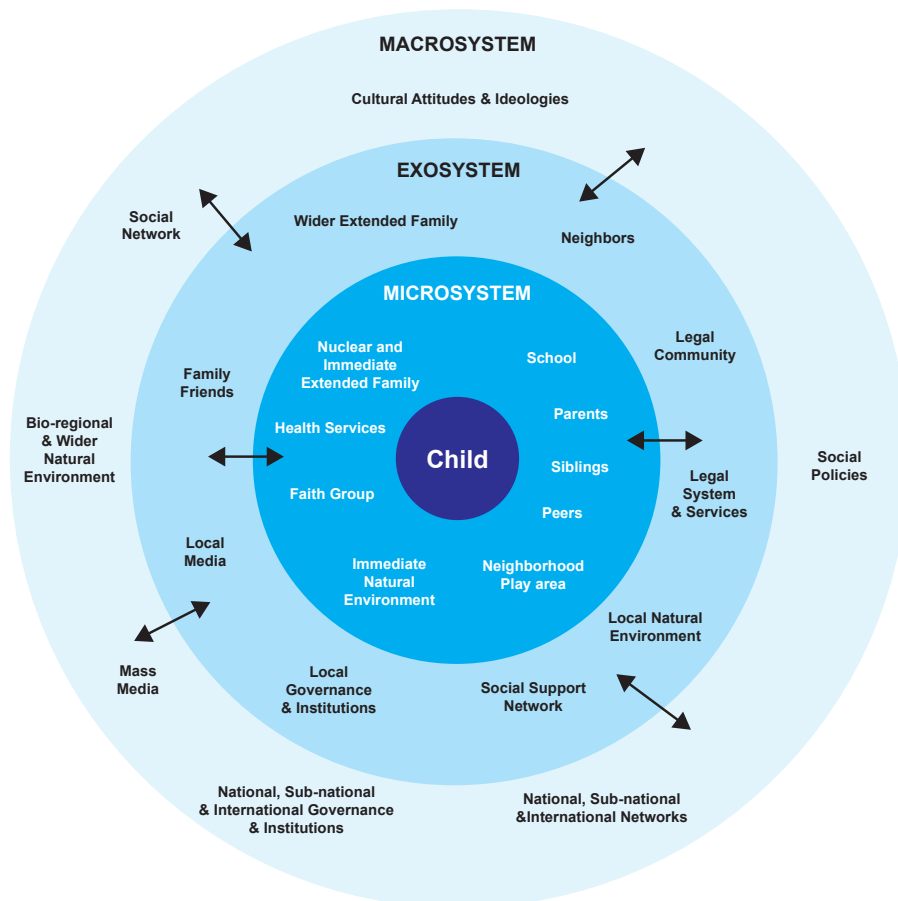 MACROSYSTEM
Cultural Attitudes & Ideologies
EXOSYSTEM
Social
Network
Wider Extended Family
Neighbors
MICROSYSTEM
Nuclear and
Immediate
Extended Family
School
Legal
Community
Family
Friends
Parents
Bio-regional
& Wider
Natural
Environment
Health Services
Child
Siblings
Social
Policies
Faith Group
Peers
Legal
System
& Services
Local
Media
Immediate
Natural
Environment
Neighborhood
Play area
Local Natural
Environment
Mass
Media
Local
Governance
& Institutions
Social Support
Network
National, Sub-national
& International Governance
& Institutions
National, Sub-national
&International Networks